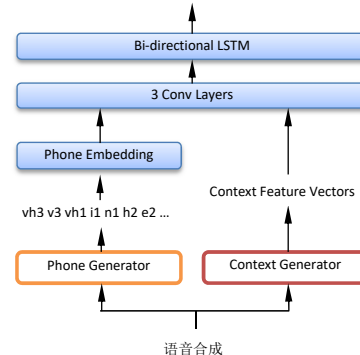 Bi-directional LSTM
3 Conv Layers
Phone Embedding
Context Feature Vectors
vh3 v3 vh1 i1 n1 h2 e2 ...
Phone Generator
Context Generator
语音合成